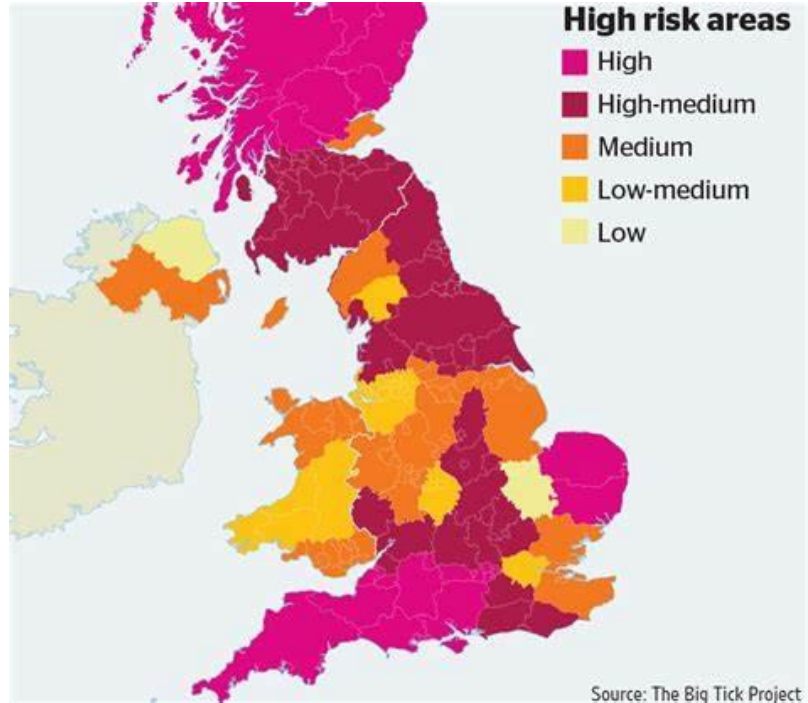 High risk areas
High
High-medium
Medium
Low-medium
Low
Source: The Big Tick Project